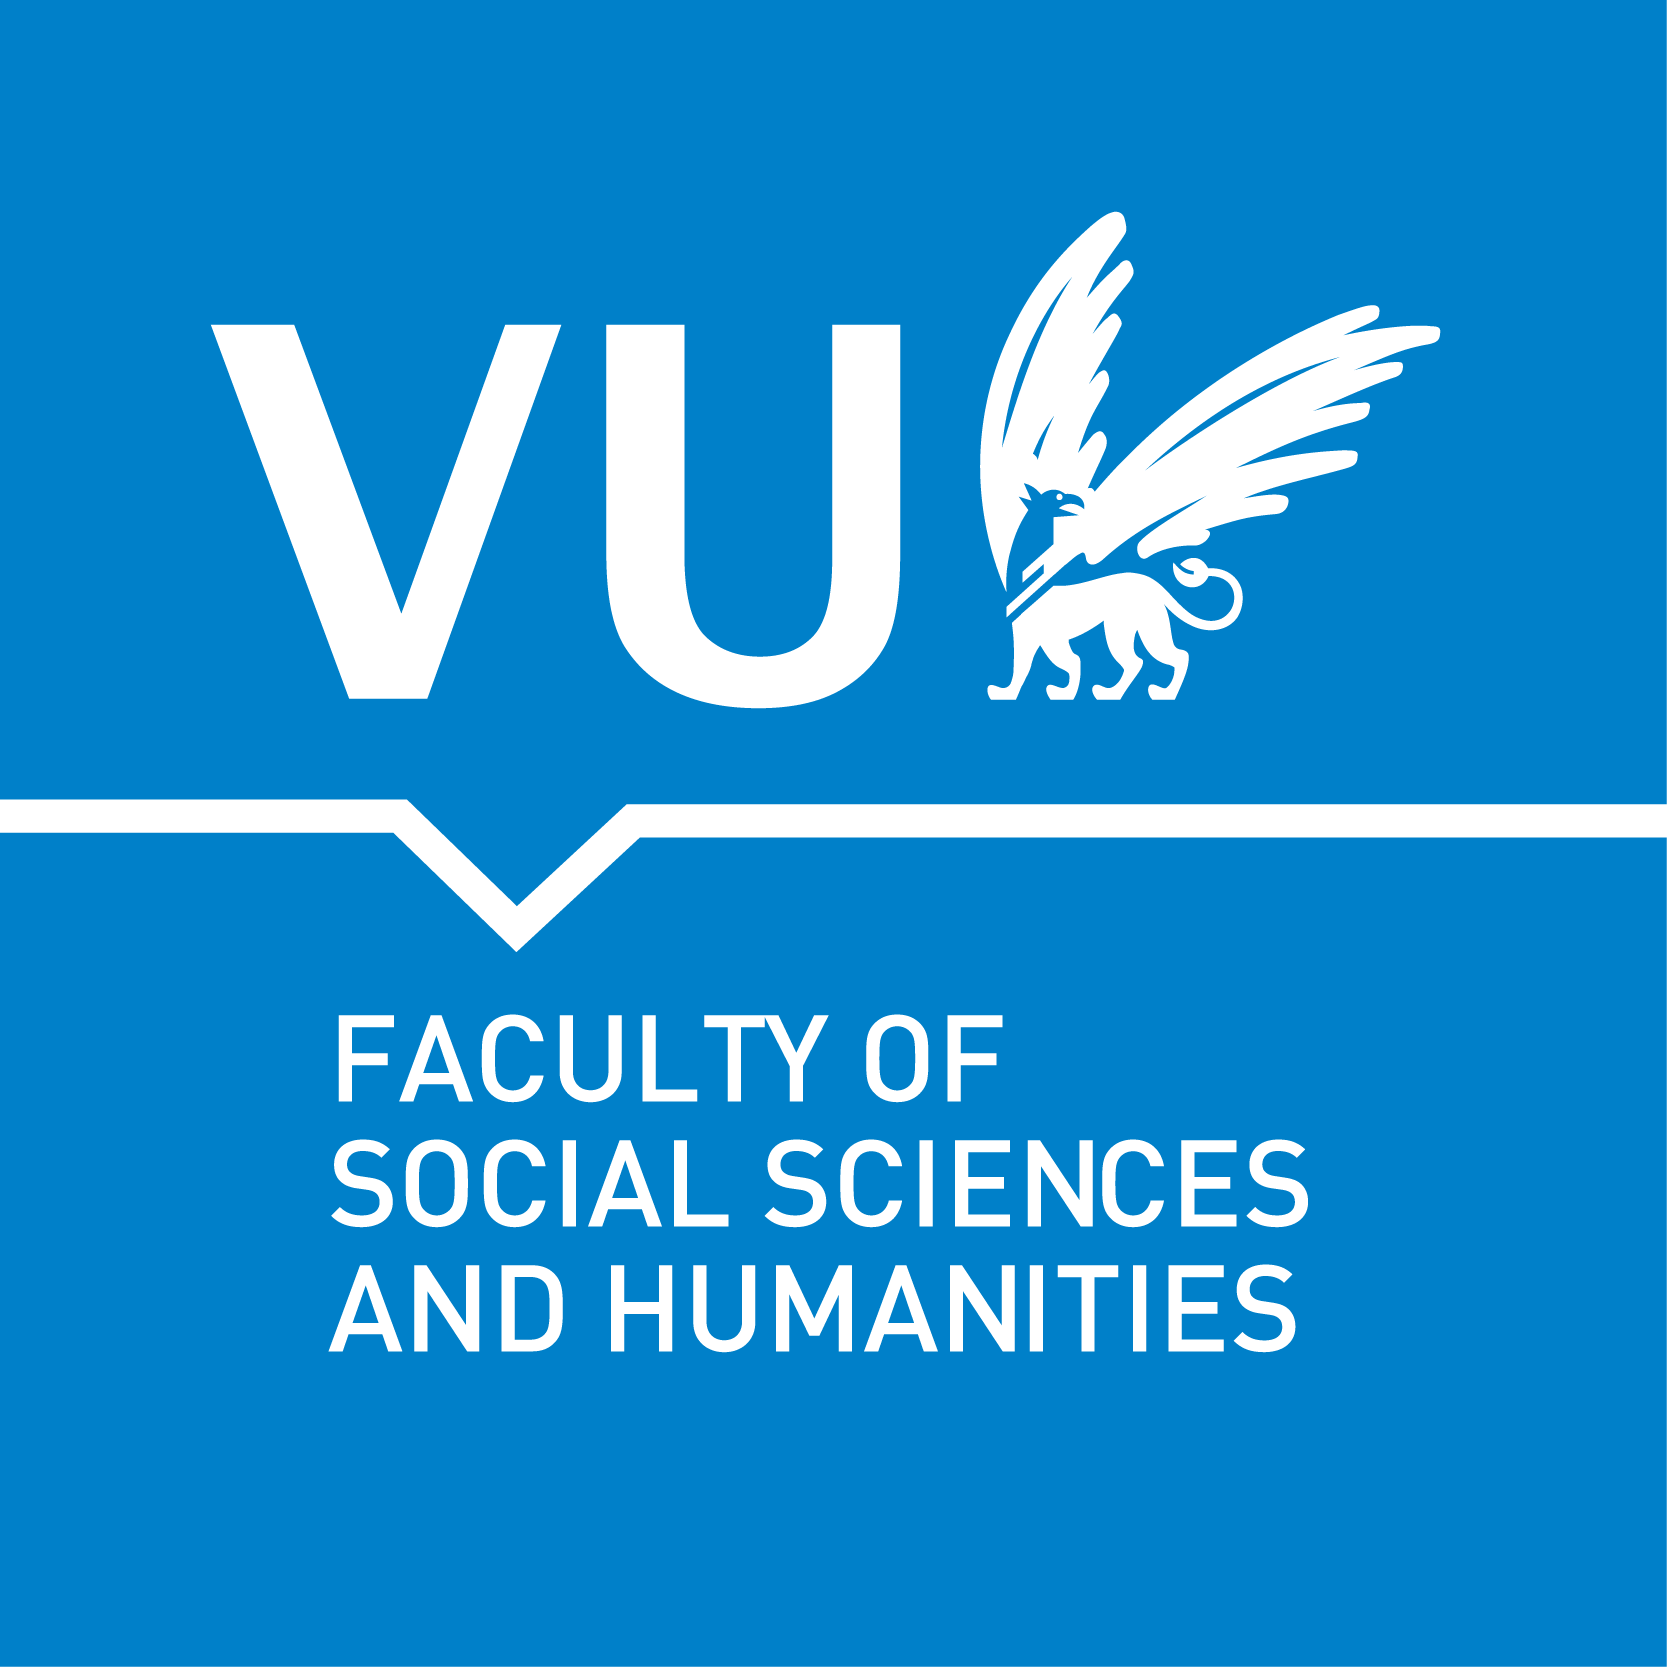 VU
FACULTY OF
SOCIAL SCIENCES
AND HUMANITIES